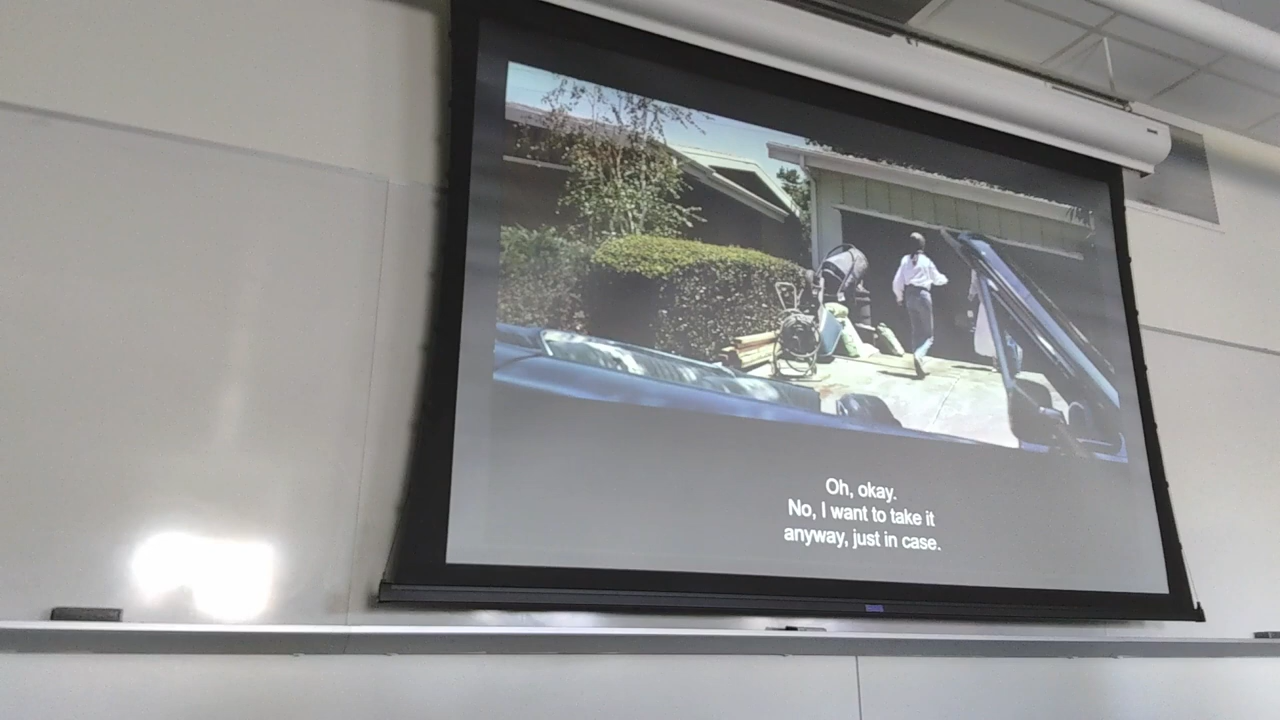 Oh, okay.
No, I want to take it
anyway, just in case.